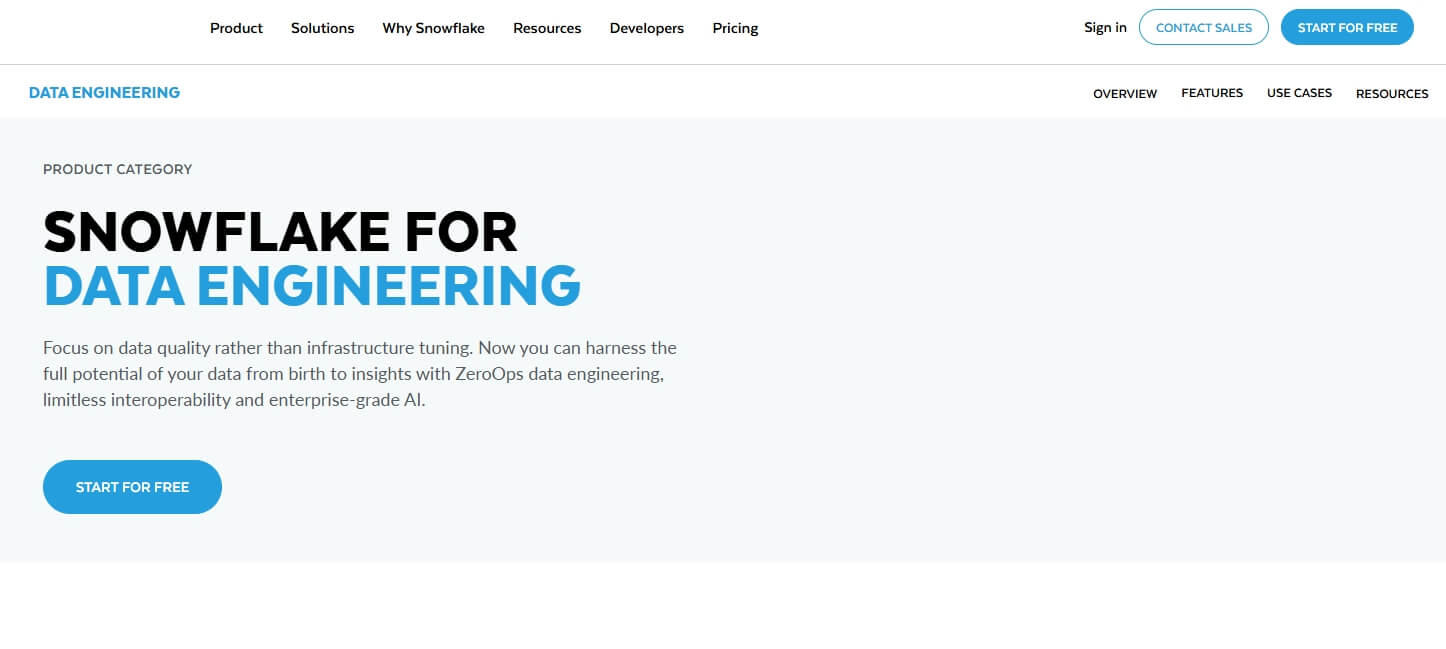 Product Solutions Why Snowflake Resources Developers Pricing Sign in CONTACT SALES START FOR FREE
DATA ENGINEERING OVERVIEW FEATURES USE CASES RESOURCES
PRODUCT CATEGORY
SNOWFLAKE FOR
DATA ENGINEERING
Focus on data quality rather than infrastructure tuning. Now you can harness the
full potential of your data from birth to insights with ZeroOps data engineering,
limitless interoperability and enterprise-grade AI.
START FOR FREE